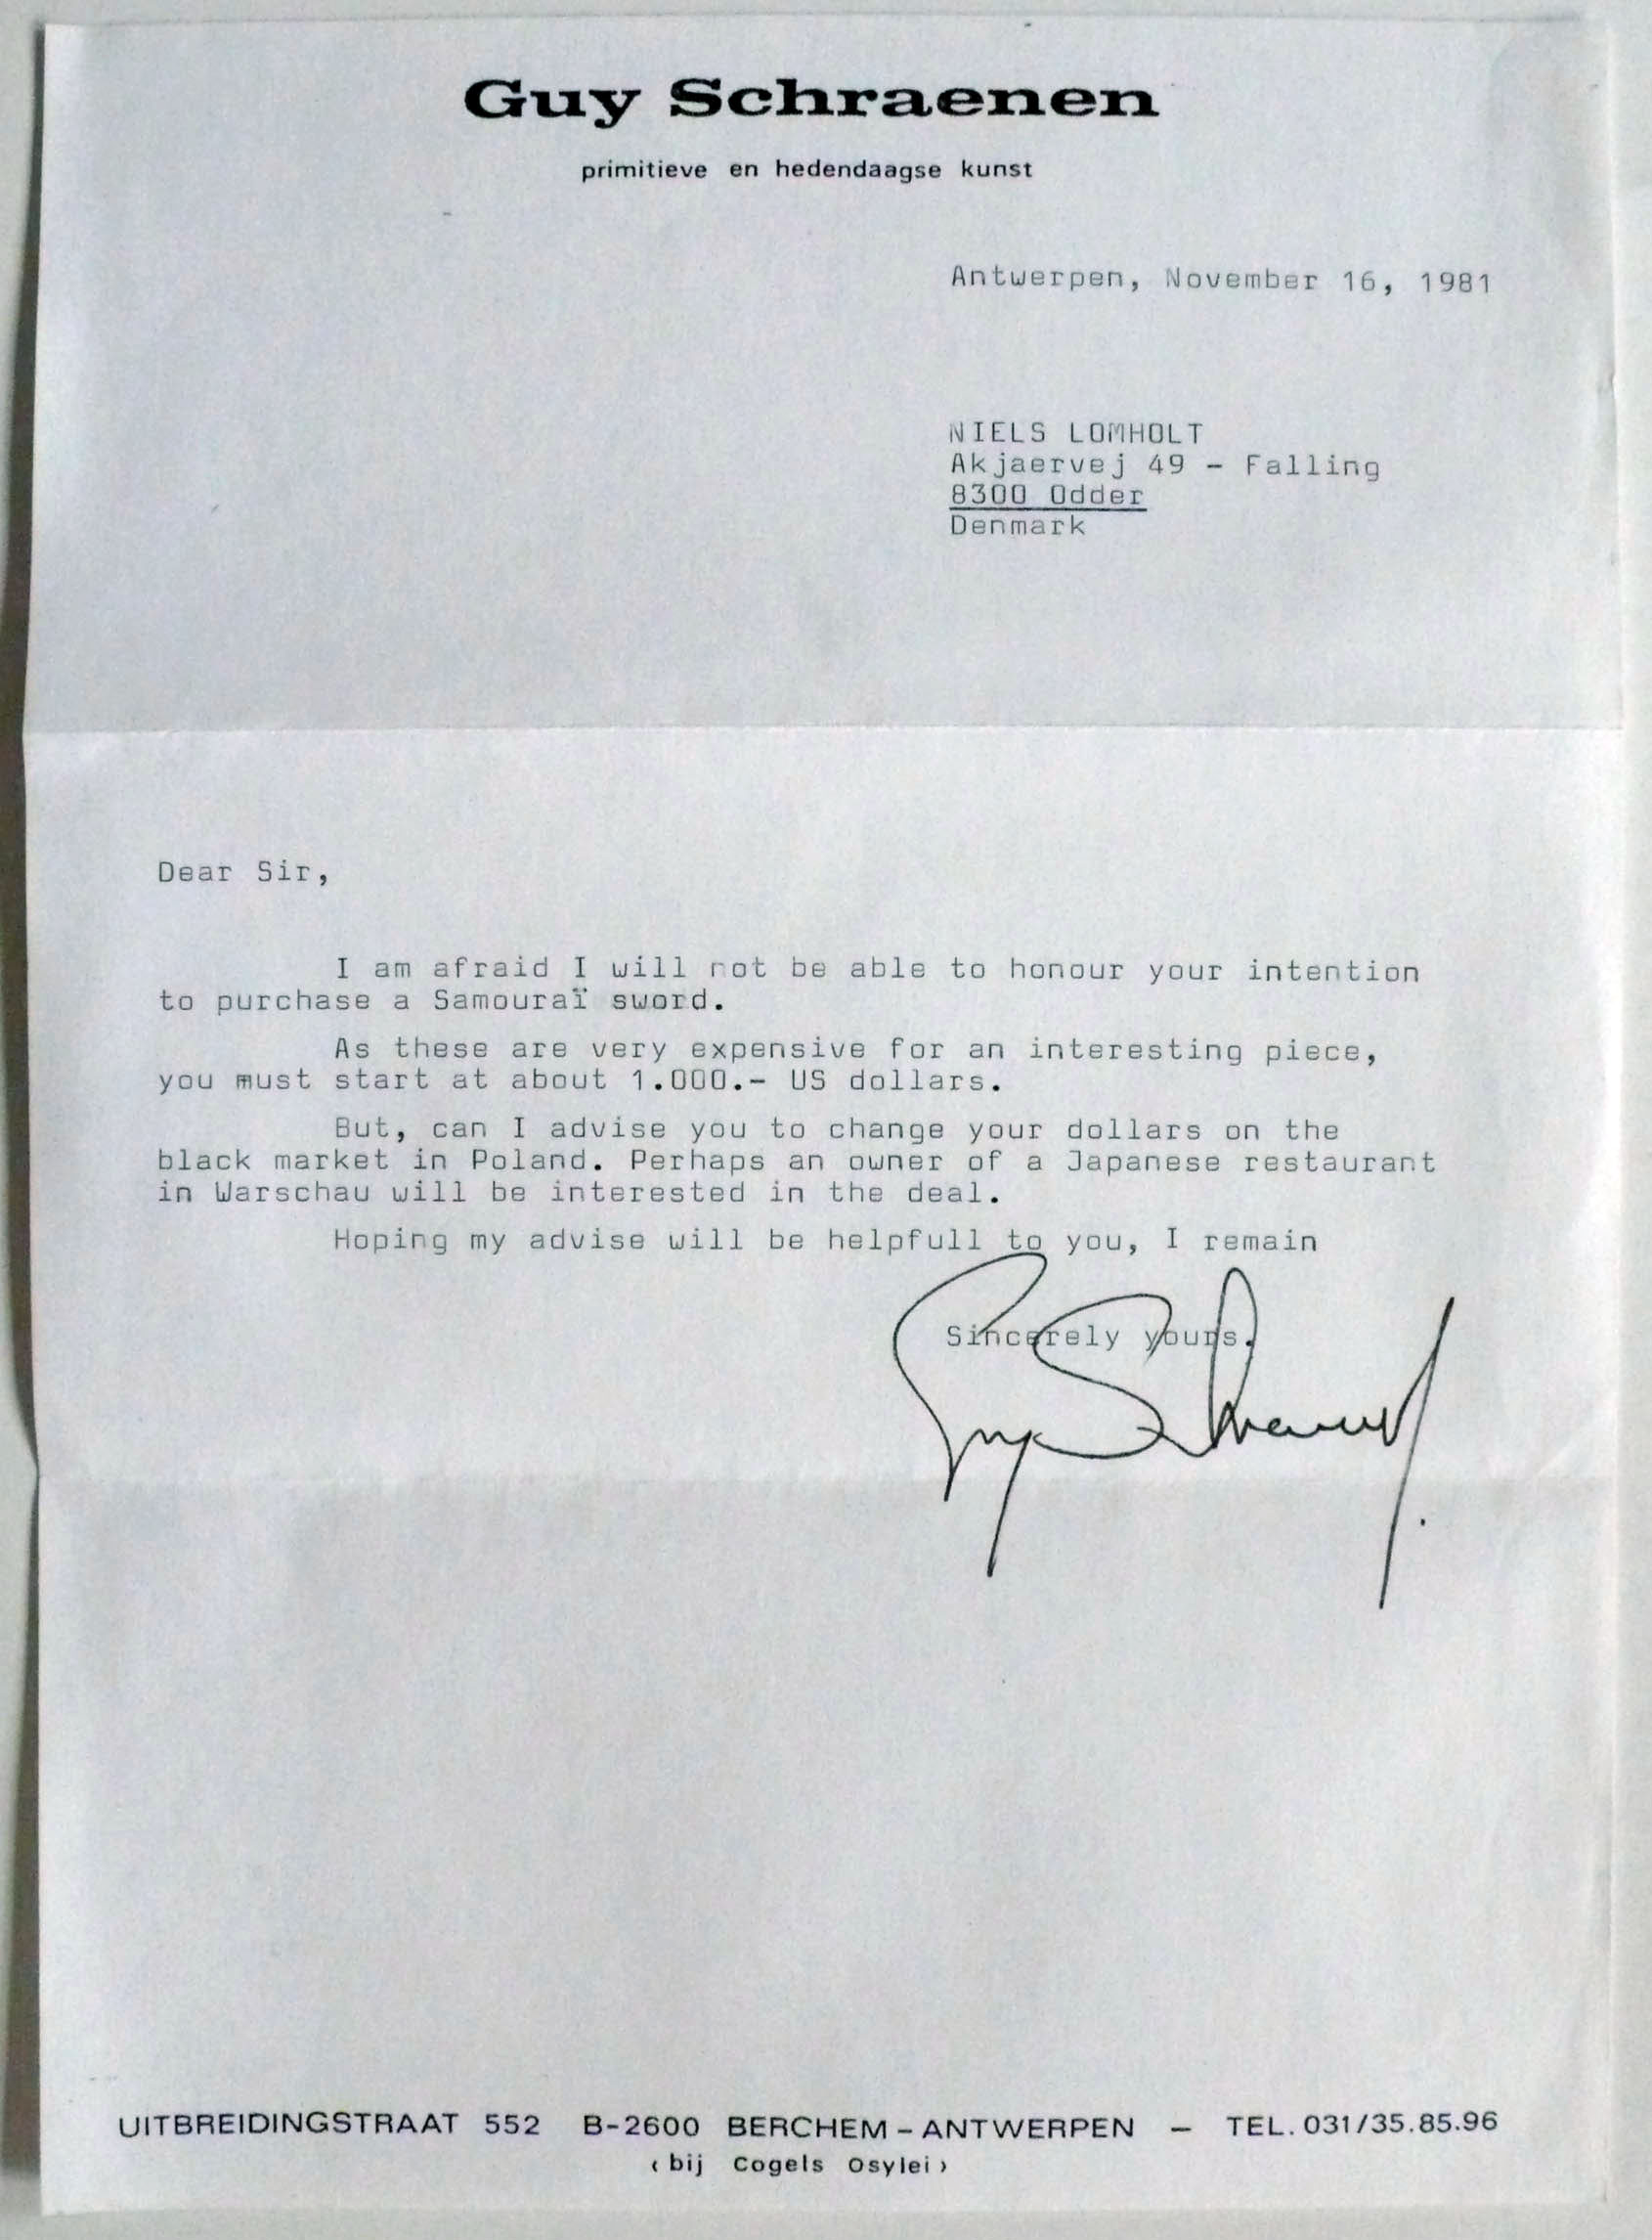 Guy Schraenen
primitieve en hedendaagse kunst
Antwerpen, November 16, 1981
NIELS LOMHOLT
Akjaervej 49 - Falling
8300 Odder
Denmark
Dear Sir,
I am afraid I will not be able to honour your intention
to purchase a Samouraï sword.
As these are very expensive for an interesting piece,
you must start at about 1.000.- US dollars.
But, can I advise you to change your dollars on the
black market in Poland. Perhaps an owner of a Japanese restaurant
in Warschau will be interested in the deal.
Hoping my advise will be helpfull to you, I remain
Sincerely yours,
Guy Schraenen
UITBREIDINGSTRAAT 552 B-2600 BERCHEM - ANTWERPEN - TEL. 031/35.85.96
(bij Cogels Osylei)